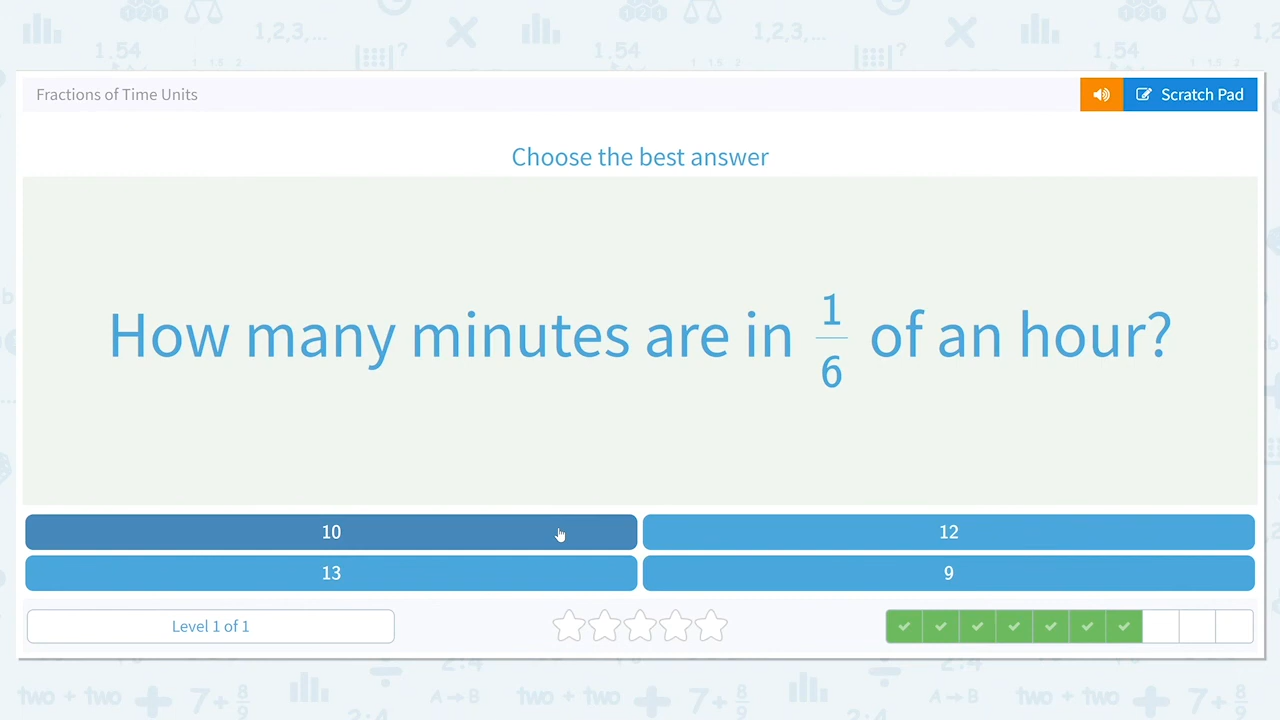 Fractions of Time Units
Scratch Pad
Choose the best answer
How many minutes are in 1/6 of an hour?
10
12
13
9
Level 1 of 1